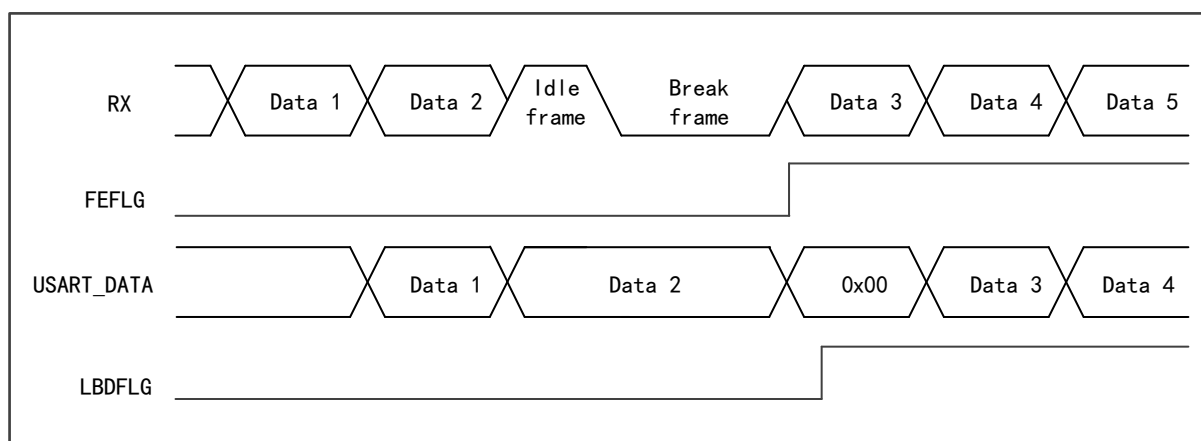 RX
Data 1
Data 2
Idle
frame
Break
frame
Data 3
Data 4
Data 5
FEFLG
USART_DATA
Data 1
Data 2
0x00
Data 3
Data 4
LBDFLG